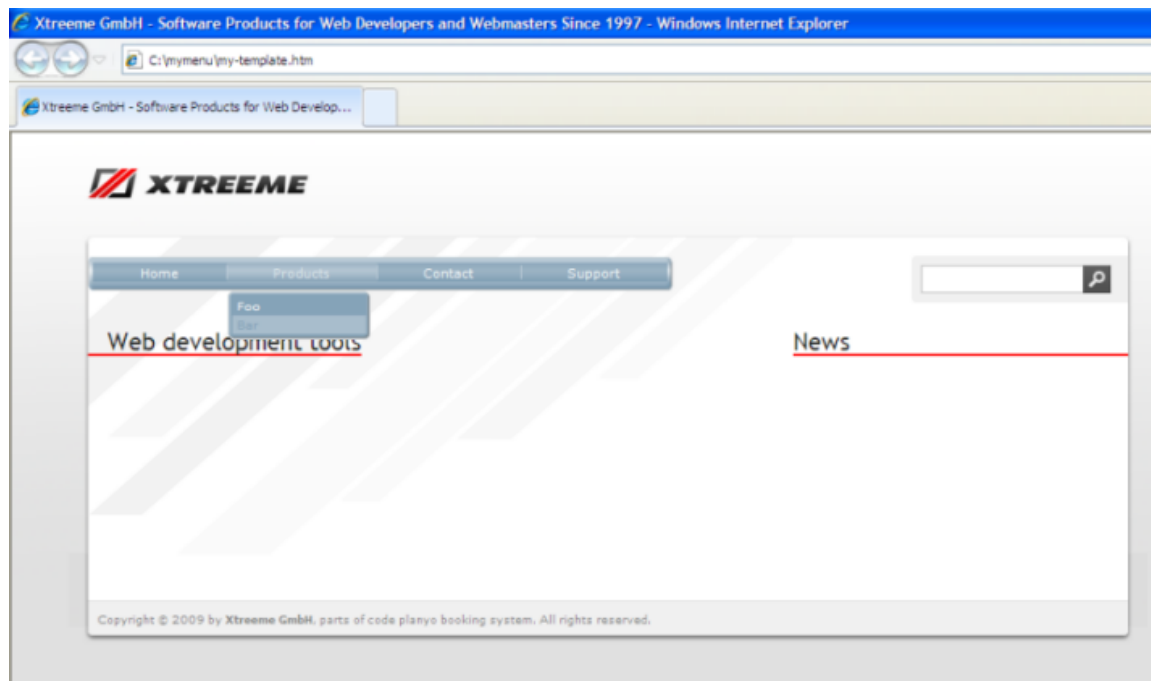 Xtreeme GmbH - Software Products for Web Developers and Webmasters Since 1997 - Windows Internet Explorer
C:\mymenu\my-template.htm
Xtreeme GmbH - Software Products for Web Develop...
XTREEME
Home Products Contact Support
Foo
Bar
Web development tools
News
Copyright © 2009 by Xtreeme GmbH, parts of code planyo booking system. All rights reserved.